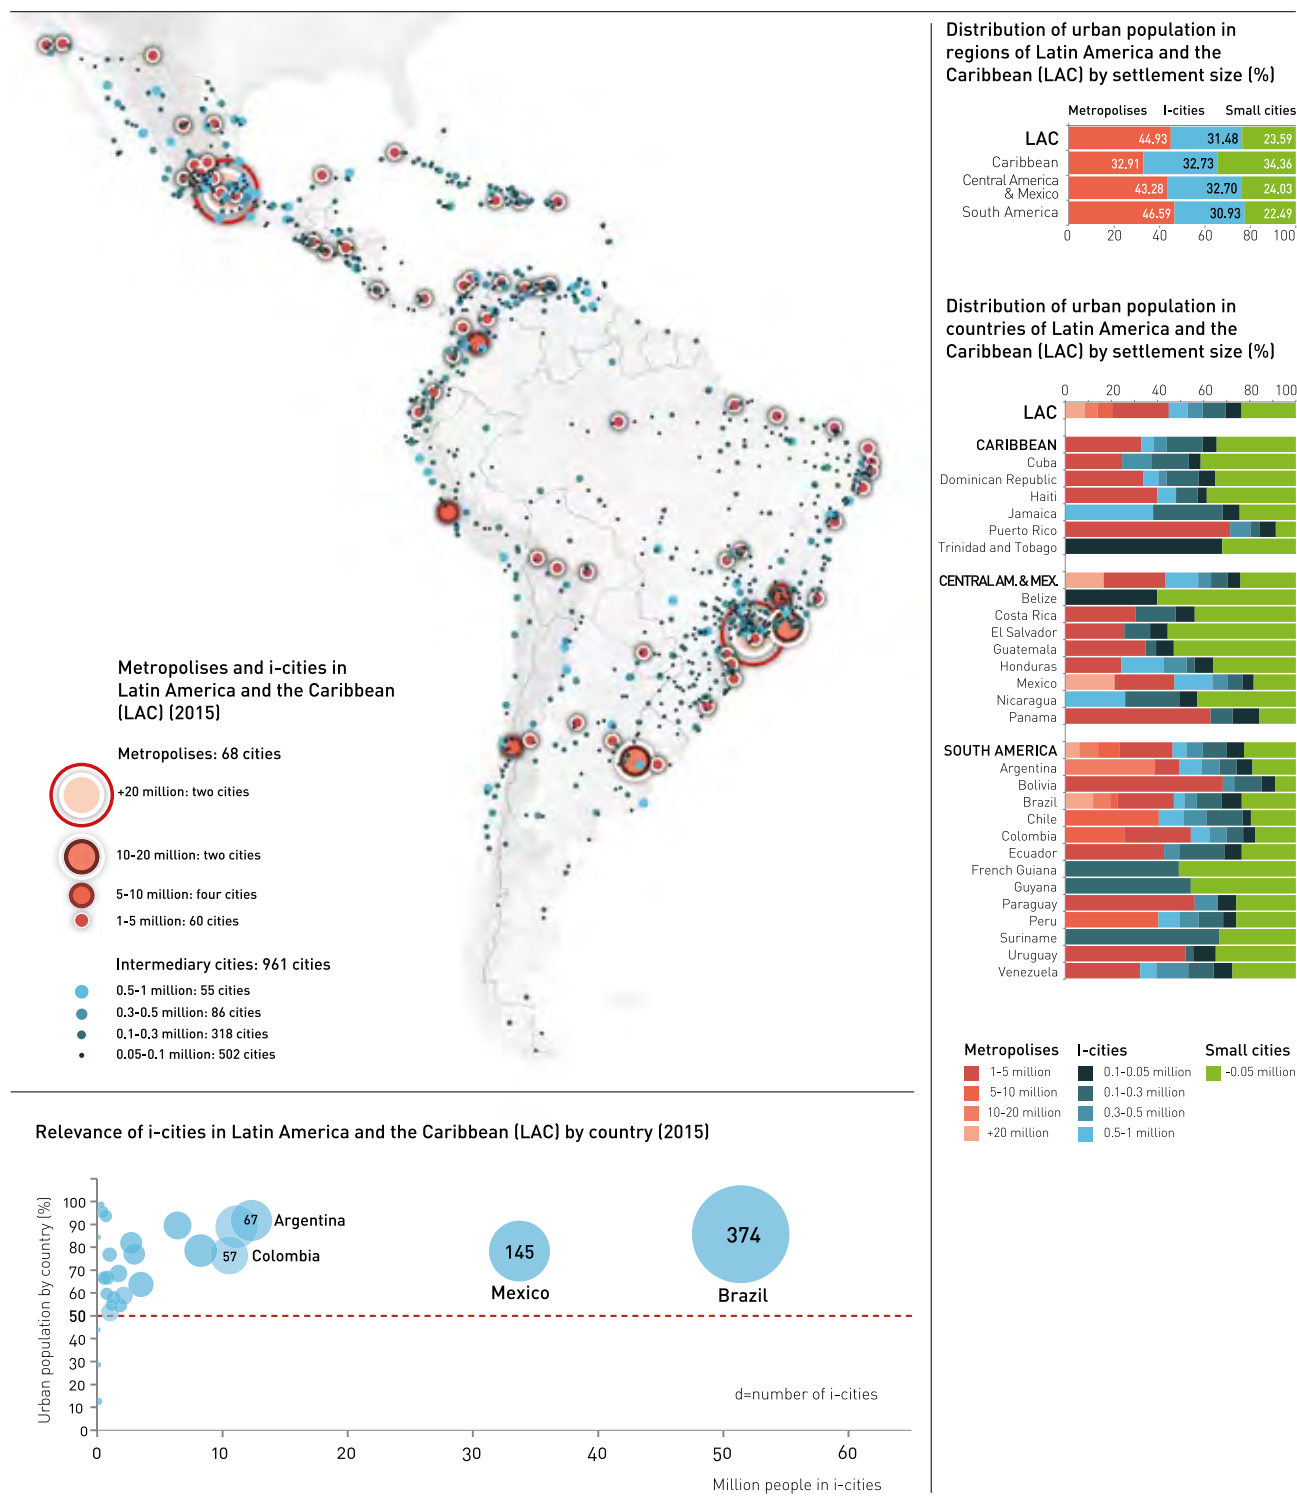 Distribution of urban population in
regions of Latin America and the
Caribbean (LAC) by settlement size (%)
Metropolises I-cities Small cities
LAC 44.93 31.48 23.59
Caribbean 32.91 32.73 34.36
Central America
& Mexico 43.28 32.70 24.03
South America 46.59 30.93 22.49
0 20 40 60 80 100
Distribution of urban population in
countries of Latin America and the
Caribbean (LAC) by settlement size (%)
0 20 40 60 80 100
LAC
CARIBBEAN
Cuba
Dominican Republic
Haiti
Jamaica
Puerto Rico
Trinidad and Tobago
CENTRAL AM. & MEX.
Belize
Costa Rica
El Salvador
Guatemala
Honduras
Mexico
Nicaragua
Panama
SOUTH AMERICA
Argentina
Bolivia
Brazil
Chile
Colombia
Ecuador
French Guiana
Guyana
Paraguay
Peru
Suriname
Uruguay
Venezuela
Metropolises I-cities Small cities
1-5 million 0.1-0.05 million -0.05 million
5-10 million 0.1-0.3 million
10-20 million 0.3-0.5 million
+20 million 0.5-1 million
Metropolises and i-cities in
Latin America and the Caribbean
(LAC) (2015)
Metropolises: 68 cities
+20 million: two cities
10-20 million: two cities
5-10 million: four cities
1-5 million: 60 cities
Intermediary cities: 961 cities
0.5-1 million: 55 cities
0.3-0.5 million: 86 cities
0.1-0.3 million: 318 cities
0.05-0.1 million: 502 cities
Relevance of i-cities in Latin America and the Caribbean (LAC) by country (2015)
Urban population by country (%)
100
90
80
70
60
50
40
30
20
10
0
67 Argentina
57 Colombia
145
Mexico
374
Brazil
d=number of i-cities
0 10 20 30 40 50 60
Million people in i-cities